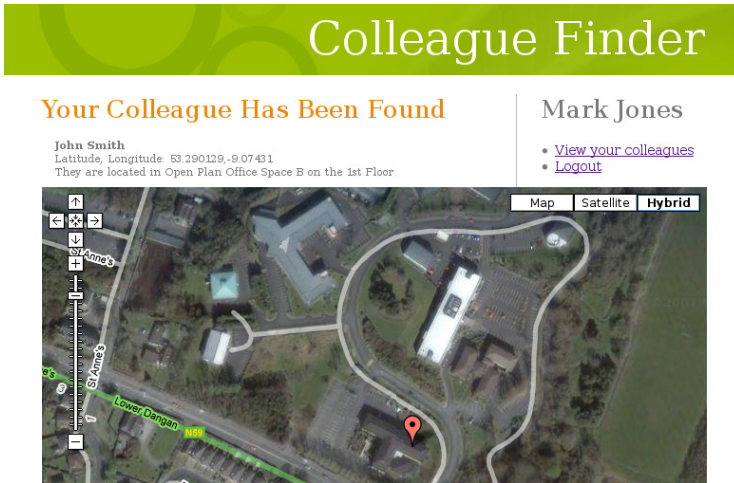 Colleague Finder
Your Colleague Has Been Found
Mark Jones
John Smith
Latitude, Longitude: 53.290129,-9.07431
They are located in Open Plan Office Space B on the 1st Floor
• View your colleagues
• Logout
Map Satellite Hybrid
St Anne's
St Anne's
e's
Lower Dangan
N59